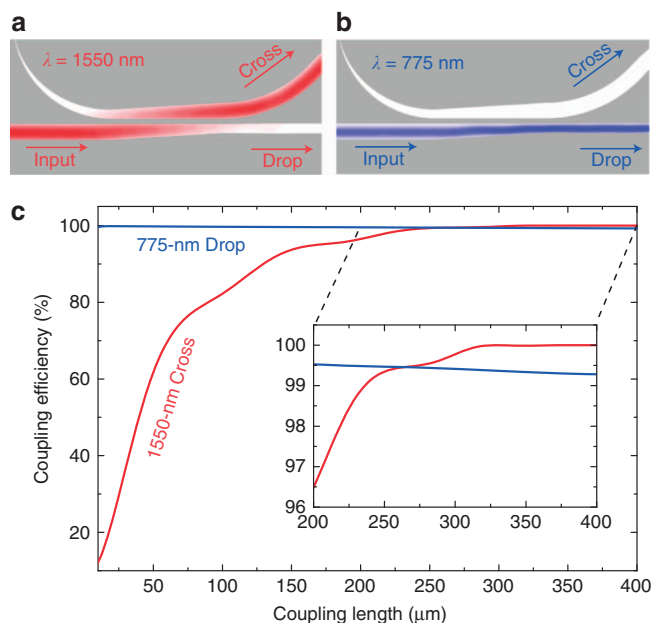 a
λ = 1550 nm
Cross
Input
Drop
b
λ = 775 nm
Cross
Input
Drop
c
100
80
60
40
20
Coupling efficiency (%)
775-nm Drop
1550-nm Cross
100
99
98
97
96
200 250 300 350 400
50 100 150 200 250 300 350 400
Coupling length (μm)